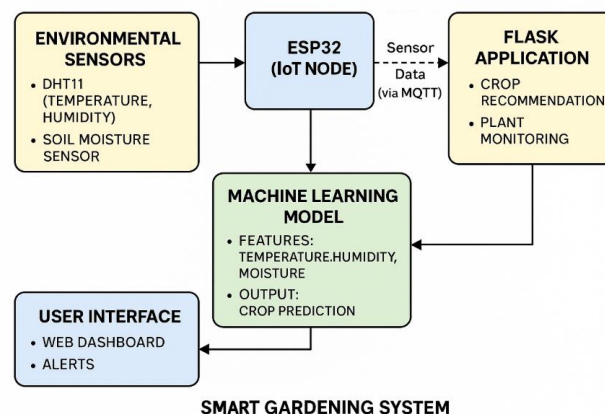 ENVIRONMENTAL
SENSORS
• DHT11
(TEMPERATURE,
HUMIDITY)
• SOIL MOISTURE
SENSOR
ESP32
(IoT NODE)
Sensor
Data
(via MQTT)
FLASK
APPLICATION
• CROP
RECOMMENDATION
• PLANT
MONITORING
MACHINE LEARNING
MODEL
• FEATURES:
TEMPERATURE.HUMIDITY,
MOISTURE
• OUTPUT:
CROP PREDICTION
USER INTERFACE
• WEB DASHBOARD
• ALERTS
SMART GARDENING SYSTEM